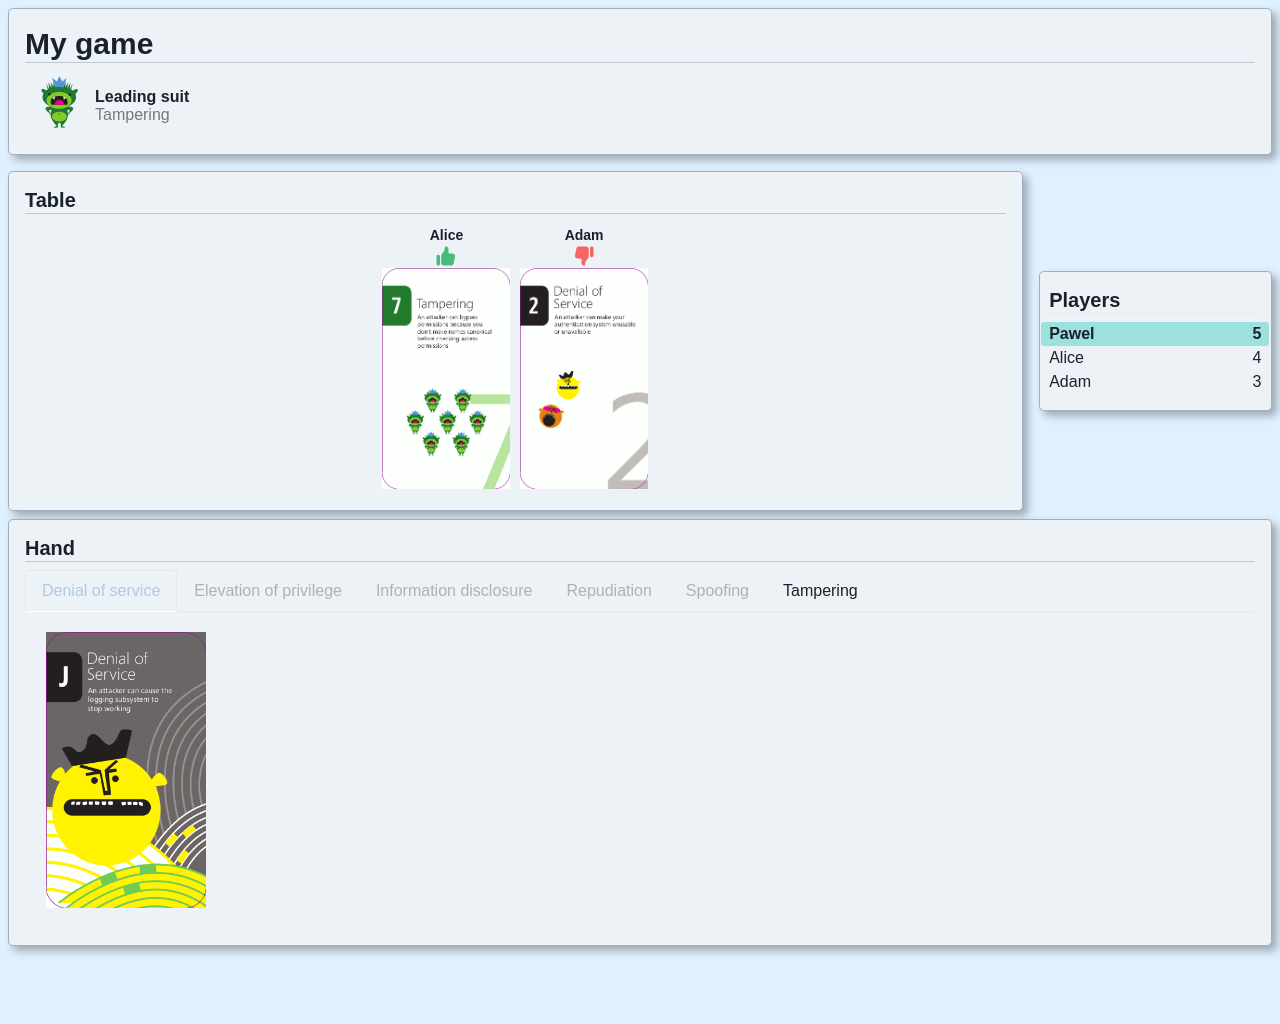 My game
Leading suit
Tampering
Table
Alice
Adam
7
Tampering
An attacker can bypass
permissions because you
don't make names canonical
before checking access
permissions
7
2
Denial of
Service
An attacker can make your
authentication system unusable
or unavailable
2
Players
Pawel 5
Alice 4
Adam 3
Hand
Denial of service Elevation of privilege Information disclosure Repudiation Spoofing Tampering
J
Denial of
Service
An attacker can cause the
logging subsystem to
stop working